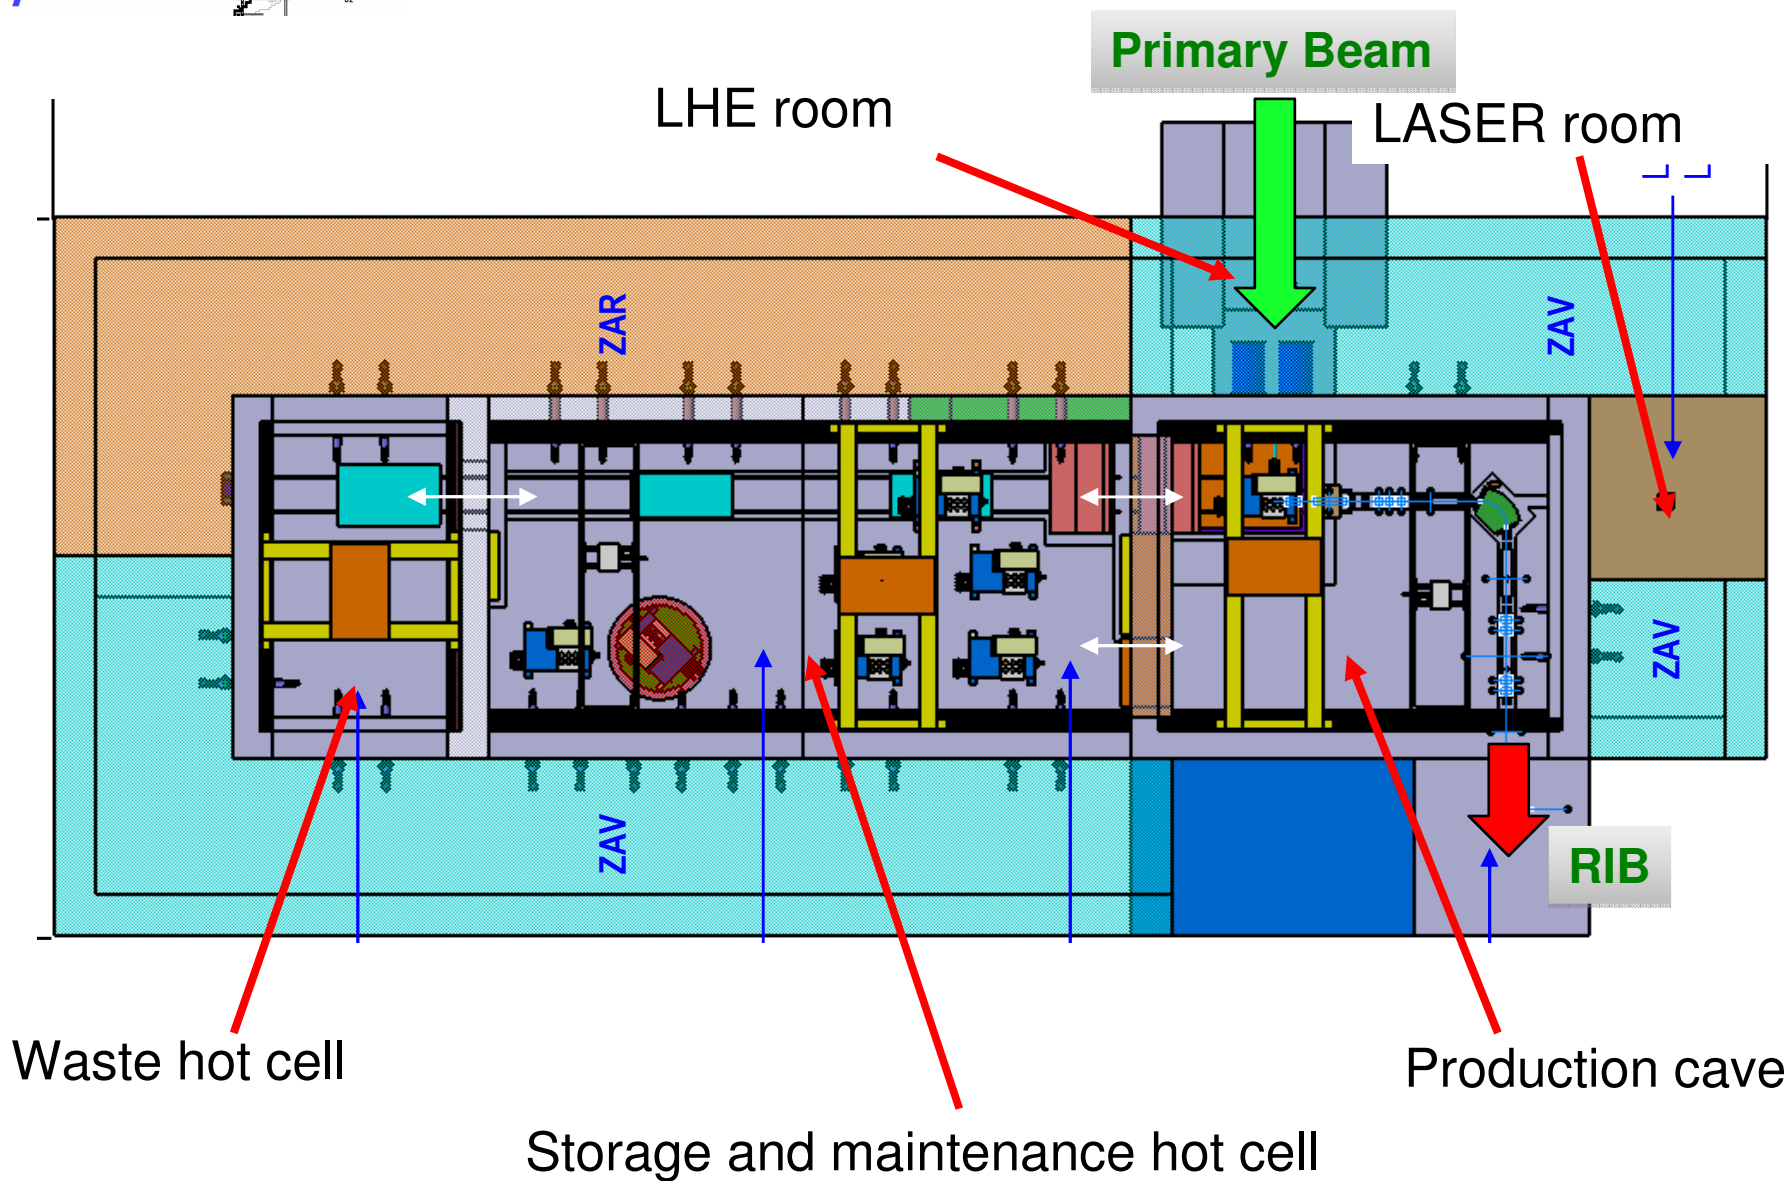 Primary Beam
LHE room
LASER room
ZAR
ZAV
ZAV
ZAV
RIB
Waste hot cell
Production cave
Storage and maintenance hot cell